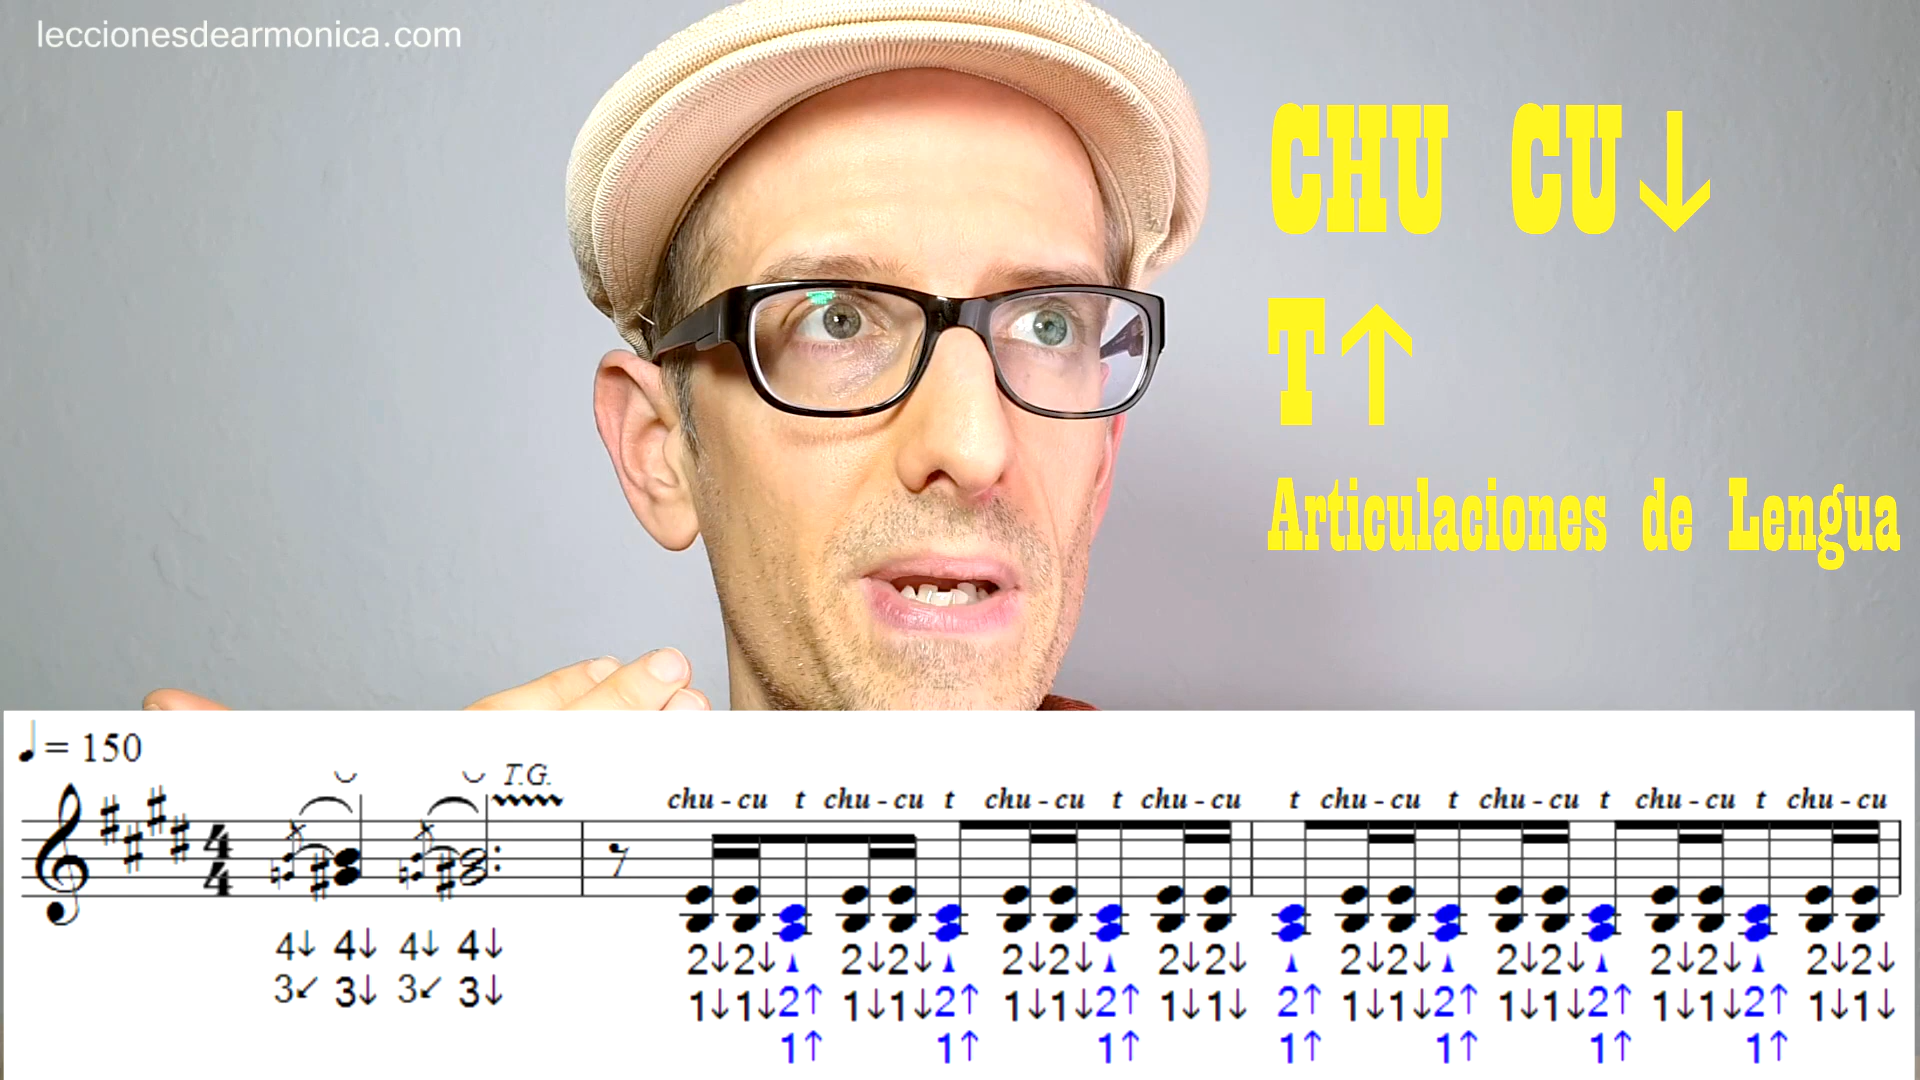 leccionesdearmonica.com
CHU CU↓
T↑
Articulaciones de Lengua
♩ = 150
T.G.
chu - cu t chu - cu t chu - cu t chu - cu t chu - cu t chu - cu t chu - cu t chu - cu
4↓ 4↓ 4↓ 4↓
3↙ 3↓ 3↙ 3↓
2↓2↓ 2↓2↓ 2↓2↓ 2↓2↓ 2↓2↓ 2↓2↓ 2↓2↓ 2↓2↓
1↓1↓2↑ 1↓1↓2↑ 1↓1↓2↑ 1↓1↓ 2↑ 1↓1↓2↑ 1↓1↓2↑ 1↓1↓2↑ 1↓1↓
1↑ 1↑ 1↑ 1↑ 1↑ 1↑ 1↑